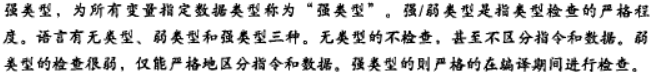 强类型，为所有变量指定数据类型称为“强类型”。强/弱类型是指类型检查的严格程
度。语言有无类型、弱类型和强类型三种。无类型的不检查，甚至不区分指令和数据。弱
类型的检查很弱，仅能严格地区分指令和数据。强类型的则严格的在编译期间进行检查。